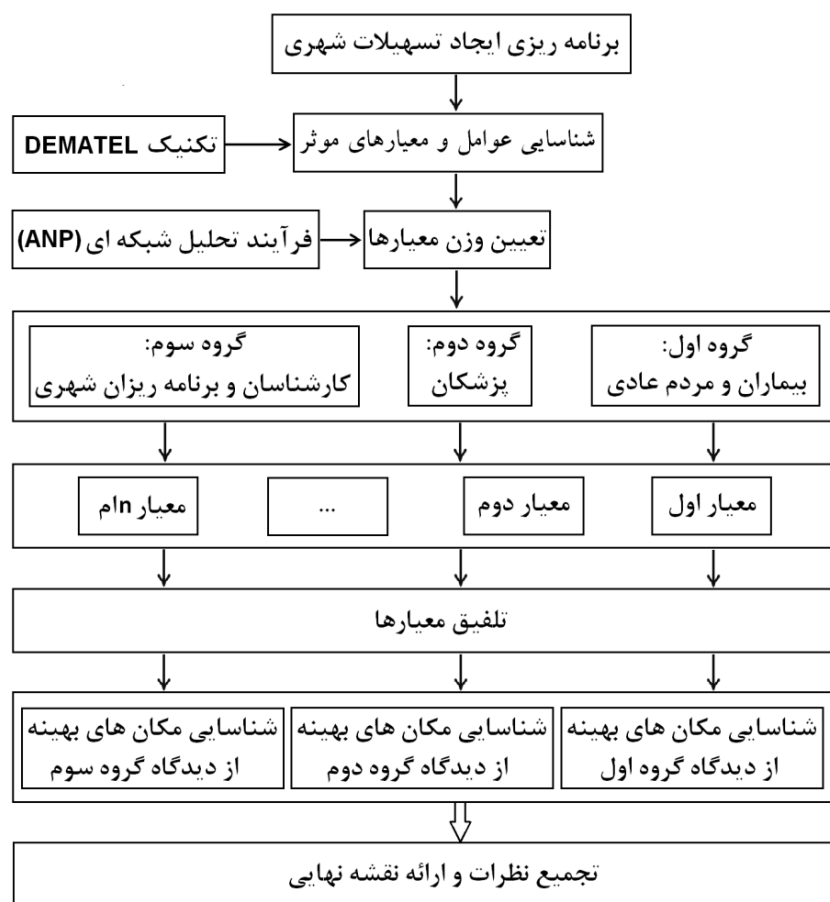 برنامه ریزی ایجاد تسهیلات شهری
شناسایی عوامل و معیارهای موثر
تکنیک DEMATEL
تعیین وزن معیارها
فرآیند تحلیل شبکه ای (ANP)
گروه اول:
بیماران و مردم عادی
گروه دوم:
پزشکان
گروه سوم:
کارشناسان و برنامه ریزان شهری
معیار اول
معیار دوم
...
معیار nام
تلفیق معیارها
شناسایی مکان های بهینه
از دیدگاه گروه اول
شناسایی مکان های بهینه
از دیدگاه گروه دوم
شناسایی مکان های بهینه
از دیدگاه گروه سوم
تجمیع نظرات و ارائه نقشه نهایی